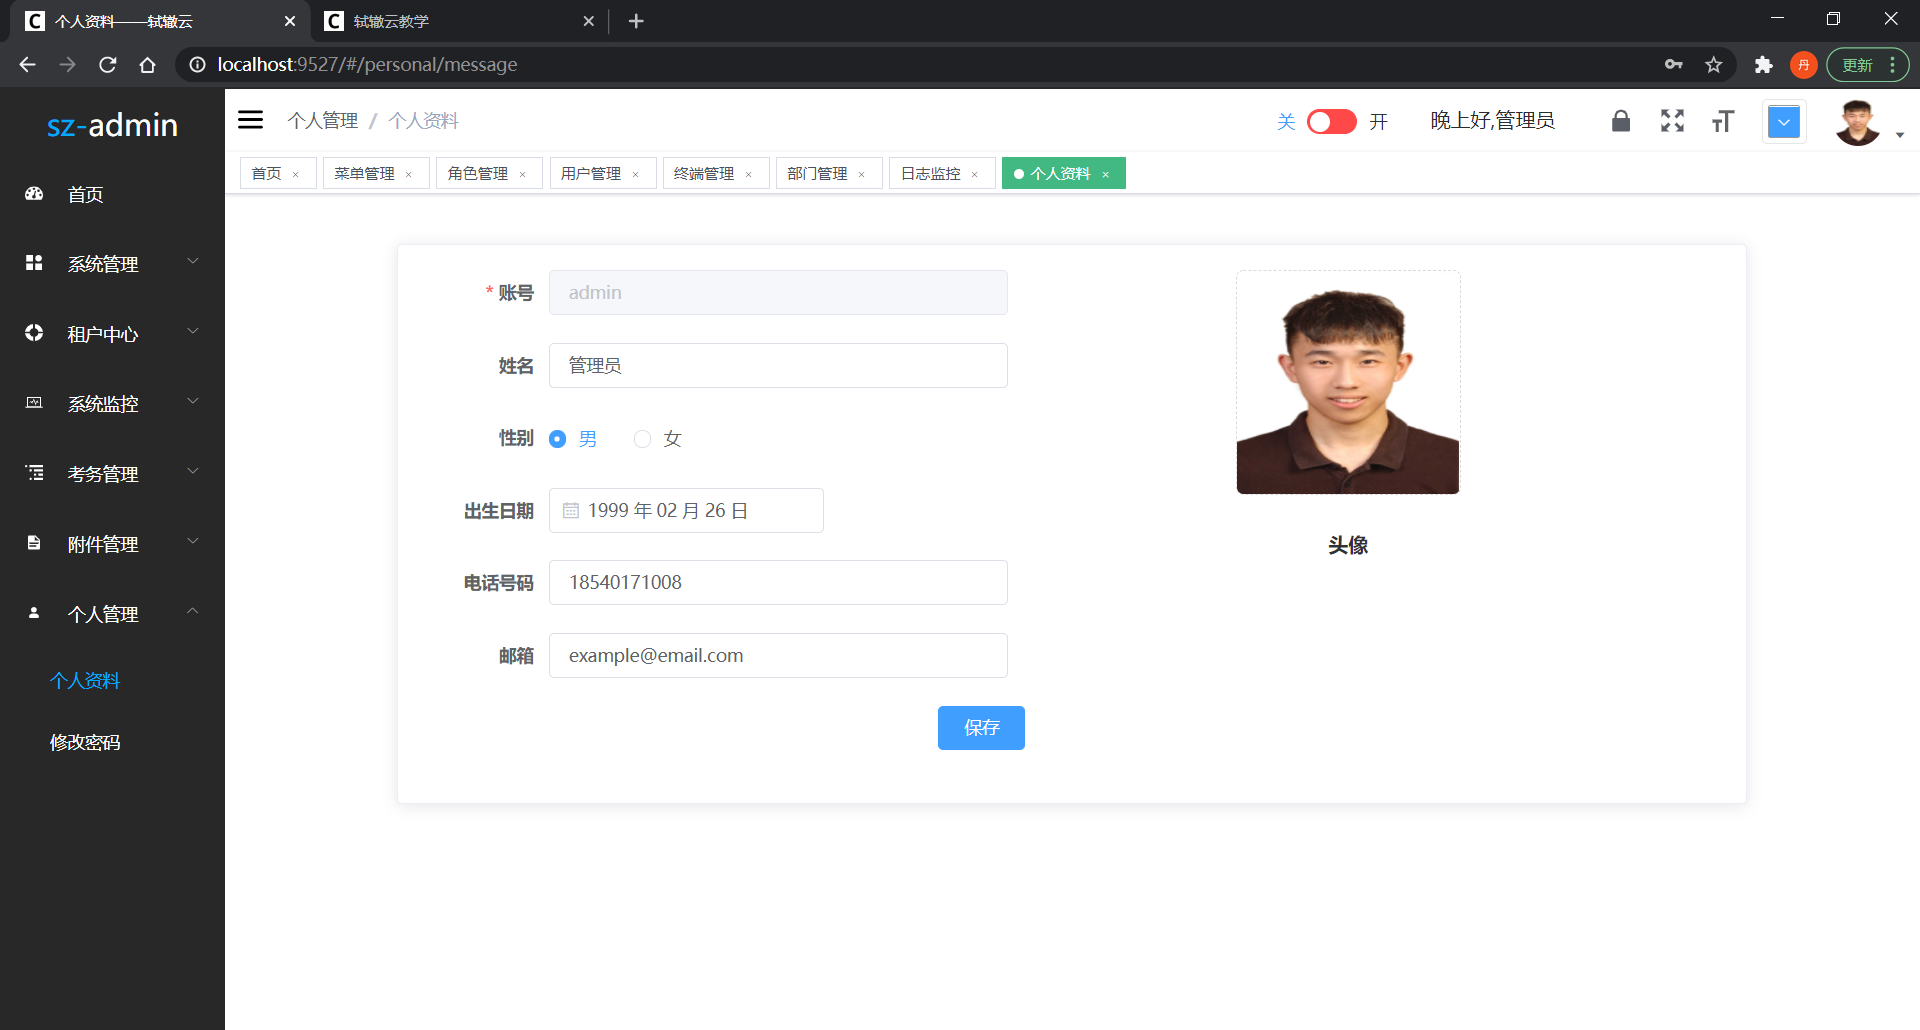 个人资料——轼辙云
轼辙云教学
localhost:9527/#/personal/message
丹
更新
sz-admin
首页
系统管理
租户中心
系统监控
考务管理
附件管理
个人管理
个人资料
修改密码
个人管理 / 个人资料
关 开
晚上好,管理员
首页 × 菜单管理 × 角色管理 × 用户管理 × 终端管理 × 部门管理 × 日志监控 × 个人资料 ×
* 账号 admin
姓名 管理员
性别 男 女
出生日期 1999 年 02 月 26 日
电话号码 18540171008
邮箱 example@email.com
保存
头像